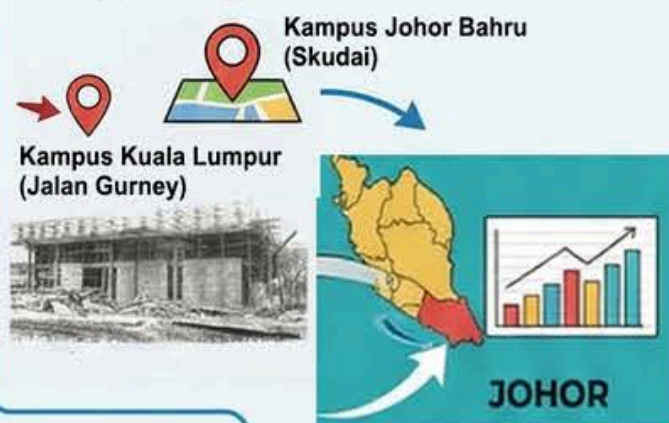 Kampus Johor Bahru
(Skudai)
Kampus Kuala Lumpur
(Jalan Gurney)
JOHOR